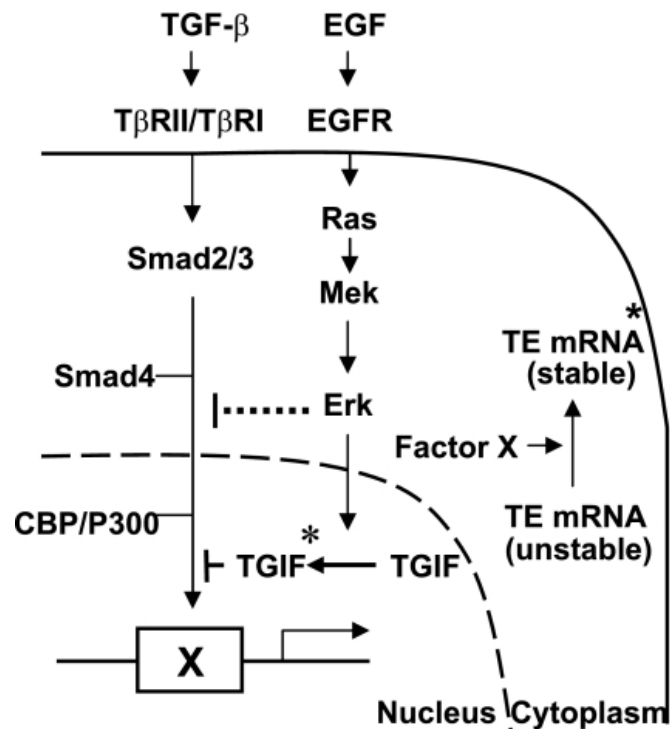 TGF-β EGF
TβRII/TβRI EGFR
Ras
Smad2/3
Mek
*
TE mRNA
(stable)
Smad4
Erk
Factor X
CBP/P300
TE mRNA
(unstable)
*
TGIF TGIF
X
Nucleus Cytoplasm